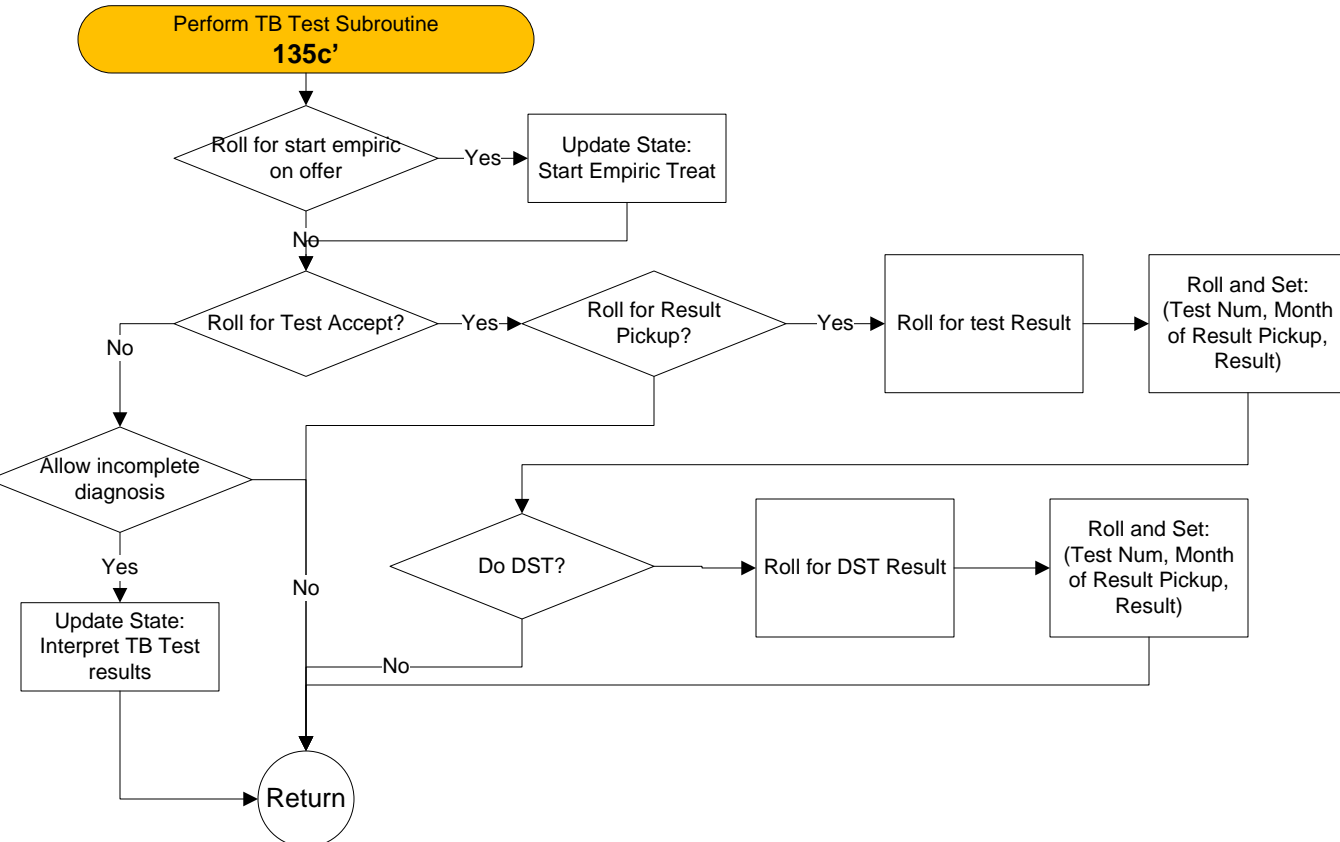 Perform TB Test Subroutine
135c’
Roll for start empiric
on offer
Yes
Update State:
Start Empiric Treat
No
Roll for Test Accept?
Yes
Roll for Result
Pickup?
Yes
Roll for test Result
Roll and Set:
(Test Num, Month
of Result Pickup,
Result)
No
Allow incomplete
diagnosis
Yes
No
Update State:
Interpret TB Test
results
Do DST?
Roll for DST Result
Roll and Set:
(Test Num, Month
of Result Pickup,
Result)
No
Return